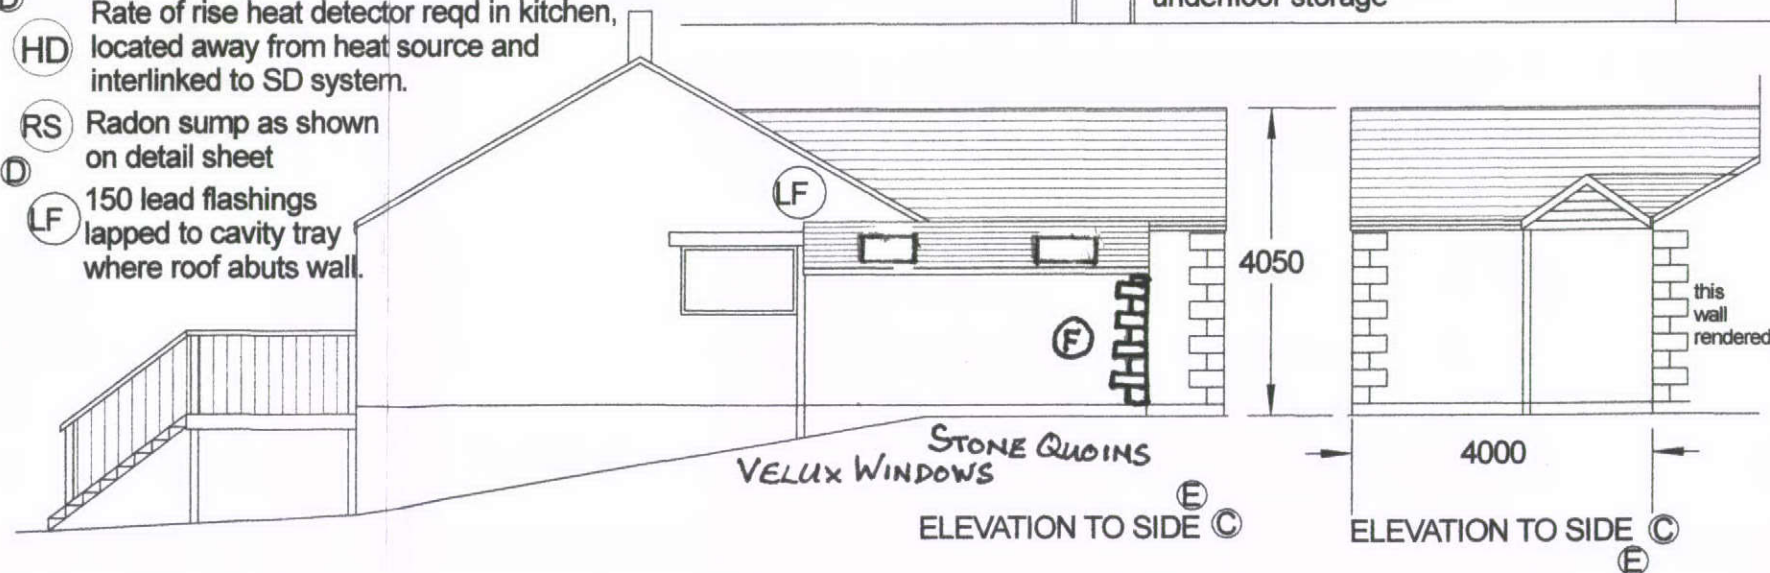 D
Rate of rise heat detector reqd in kitchen,
HD located away from heat source and
interlinked to SD system.
underfloor storage
RS Radon sump as shown
on detail sheet
D
LF 150 lead flashings
lapped to cavity tray
where roof abuts wall.
LF
4050
F
this
wall
rendered
STONE QUOINS
VELUX WINDOWS
4000
E
ELEVATION TO SIDE C
ELEVATION TO SIDE C
E